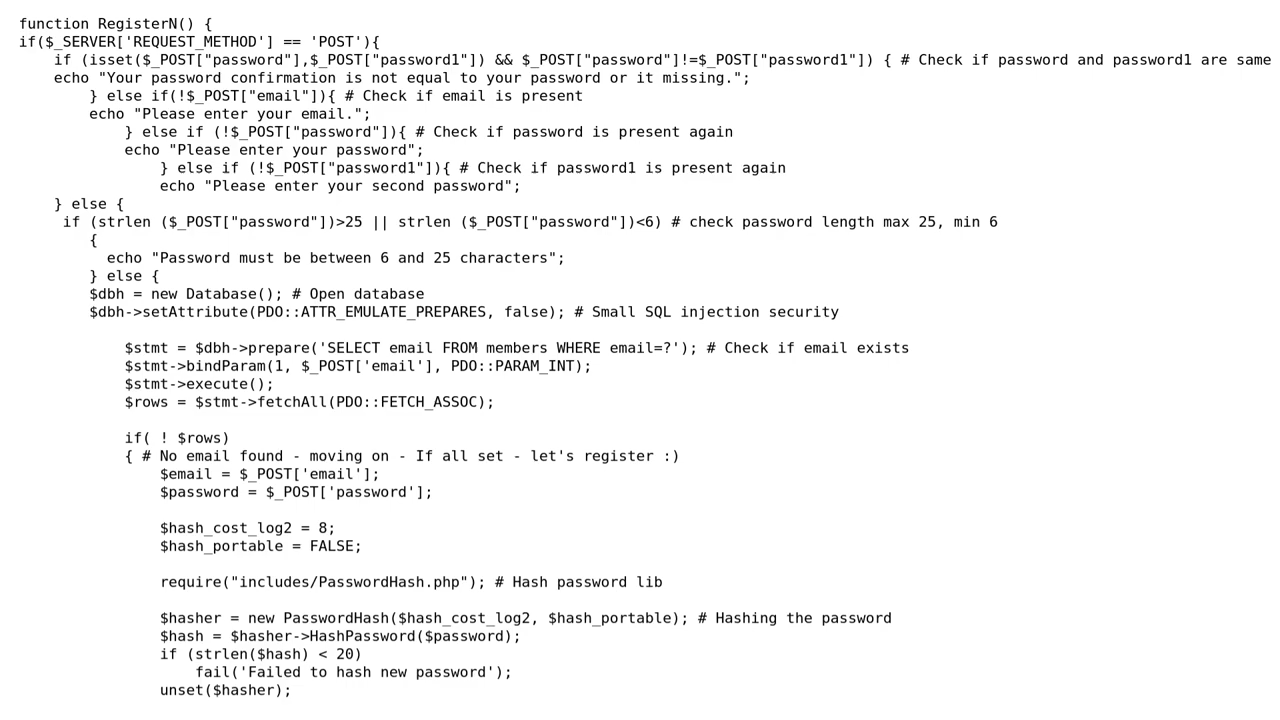 function RegisterN() {
if($_SERVER['REQUEST_METHOD'] == 'POST'){
    if (isset($_POST["password"],$_POST["password1"]) && $_POST["password"]!=$_POST["password1"]) { # Check if password and password1 are same
    echo "Your password confirmation is not equal to your password or it missing.";
        } else if(!$_POST["email"]){ # Check if email is present
        echo "Please enter your email.";
            } else if (!$_POST["password"]){ # Check if password is present again
            echo "Please enter your password";
                } else if (!$_POST["password1"]){ # Check if password1 is present again
                echo "Please enter your second password";
    } else {
     if (strlen ($_POST["password"])>25 || strlen ($_POST["password"])<6) # check password length max 25, min 6
        {
          echo "Password must be between 6 and 25 characters";
        } else {
        $dbh = new Database(); # Open database
        $dbh->setAttribute(PDO::ATTR_EMULATE_PREPARES, false); # Small SQL injection security

            $stmt = $dbh->prepare('SELECT email FROM members WHERE email=?'); # Check if email exists
            $stmt->bindParam(1, $_POST['email'], PDO::PARAM_INT);
            $stmt->execute();
            $rows = $stmt->fetchAll(PDO::FETCH_ASSOC);

            if( ! $rows)
            { # No email found - moving on - If all set - let's register :)
                $email = $_POST['email'];
                $password = $_POST['password'];

                $hash_cost_log2 = 8;
                $hash_portable = FALSE;

                require("includes/PasswordHash.php"); # Hash password lib

                $hasher = new PasswordHash($hash_cost_log2, $hash_portable); # Hashing the password
                $hash = $hasher->HashPassword($password);
                if (strlen($hash) < 20)
                    fail('Failed to hash new password');
                unset($hasher);